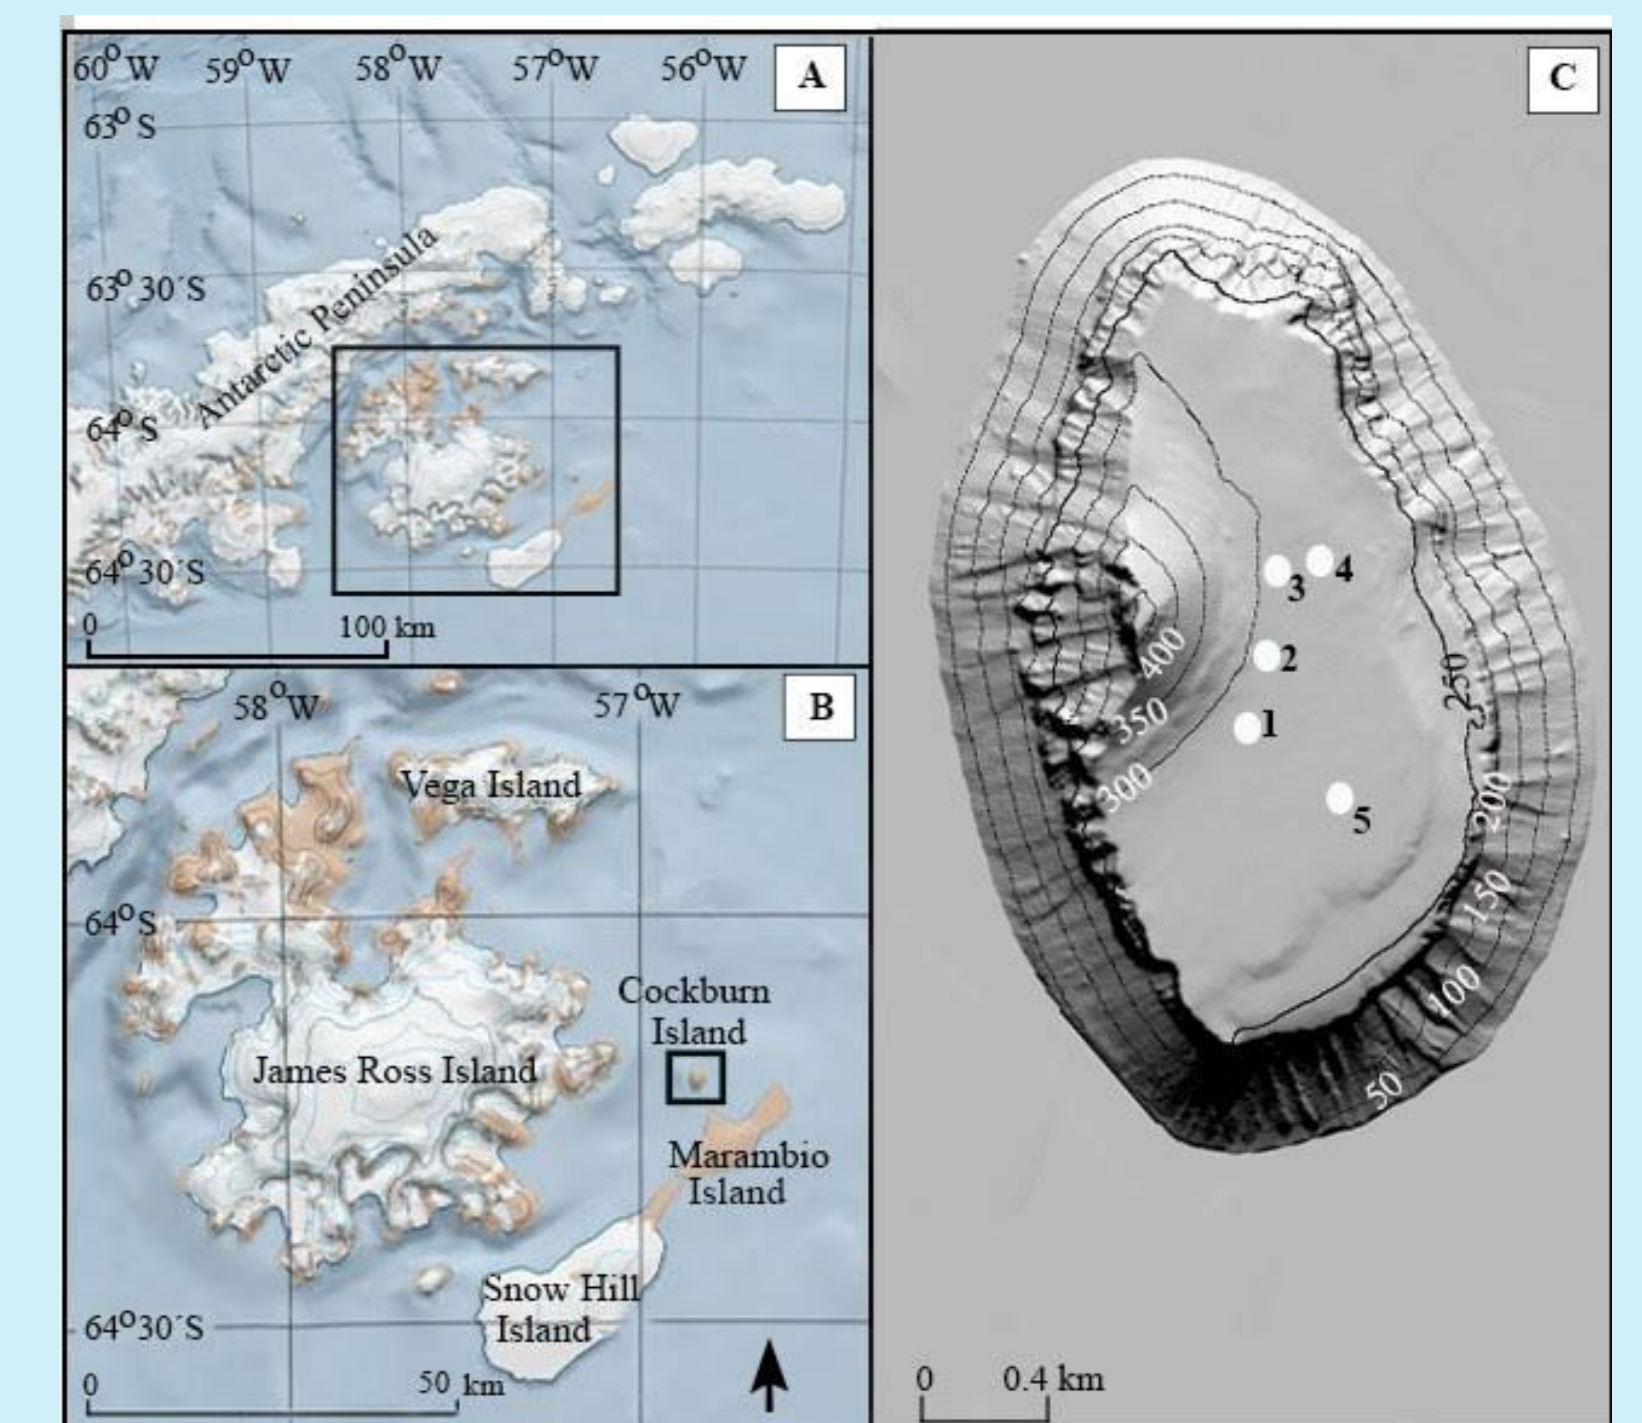 60°W 59°W 58°W 57°W 56°W
A
63°S
63°30´S
Antarctic Peninsula
64°S
64°30´S
0 100 km
58°W 57°W
B
Vega Island
64°S
Cockburn
Island
James Ross Island
Marambio
Island
Snow Hill
Island
64°30´S
0 50 km
C
4
3
2
1
5
400
350
300
250
200
150
100
50
0 0.4 km